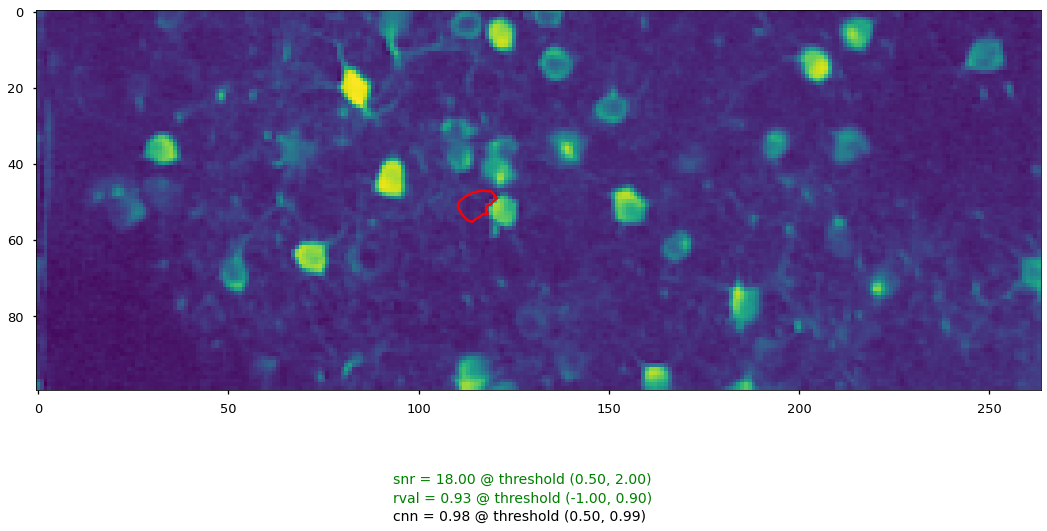 0
20
40
60
80
0 50 100 150 200 250
snr = 18.00 @ threshold (0.50, 2.00)
rval = 0.93 @ threshold (-1.00, 0.90)
cnn = 0.98 @ threshold (0.50, 0.99)